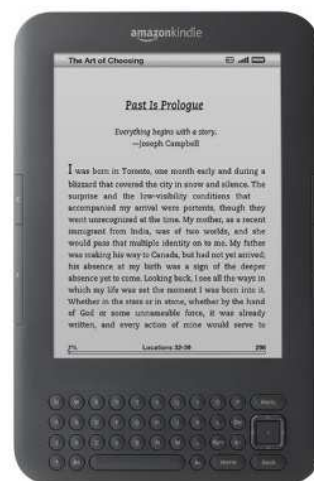 amazonkindle
The Art of Choosing
Past Is Prologue
Everything begins with a story.
—Joseph Campbell
I was born in Toronto, one month early and during a
blizzard that covered the city in snow and silence. The
surprise and the low-visibility conditions that
accompanied my arrival were portents, though they
went unrecognized at the time. My mother, as a recent
immigrant from India, was of two worlds, and she
would pass that multiple identity on to me. My father
was making his way to Canada, but had not yet arrived;
his absence at my birth was a sign of the deeper
absence yet to come. Looking back, I see all the ways in
which my life was set the moment I was born into it.
Whether in the stars or in stone, whether by the hand
of God or some unnameable force, it was already
written, and every action of mine would serve to
1% Locations 32-38
Menu
Home Back